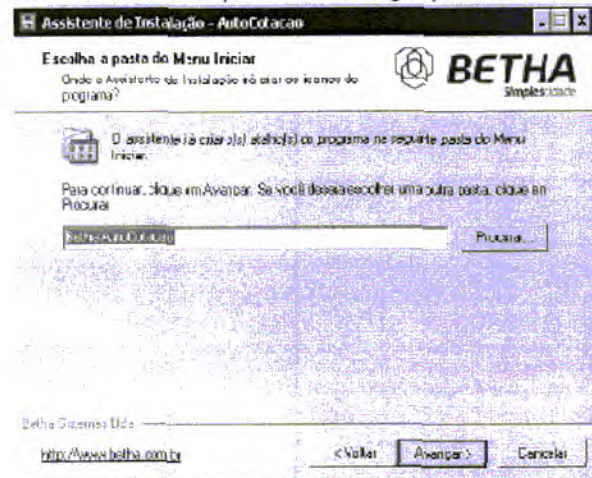 Assistente de Instalação - AutoCotacao
Escolha a pasta do Menu Iniciar
Onde o Assistente de Instalação irá criar os ícones do
programa?
BETHA
Simplesidade
O assistente irá criar o(s) atalho(s) do programa na seguinte pasta do Menu
Iniciar.
Para continuar, clique em Avançar. Se você deseja escolher uma outra pasta, clique em
Procurar.
Betha AutoCotacao
Procurar...
Betha Sistemas Ltda
http://www.betha.com.br
< Voltar
Avançar >
Cancelar